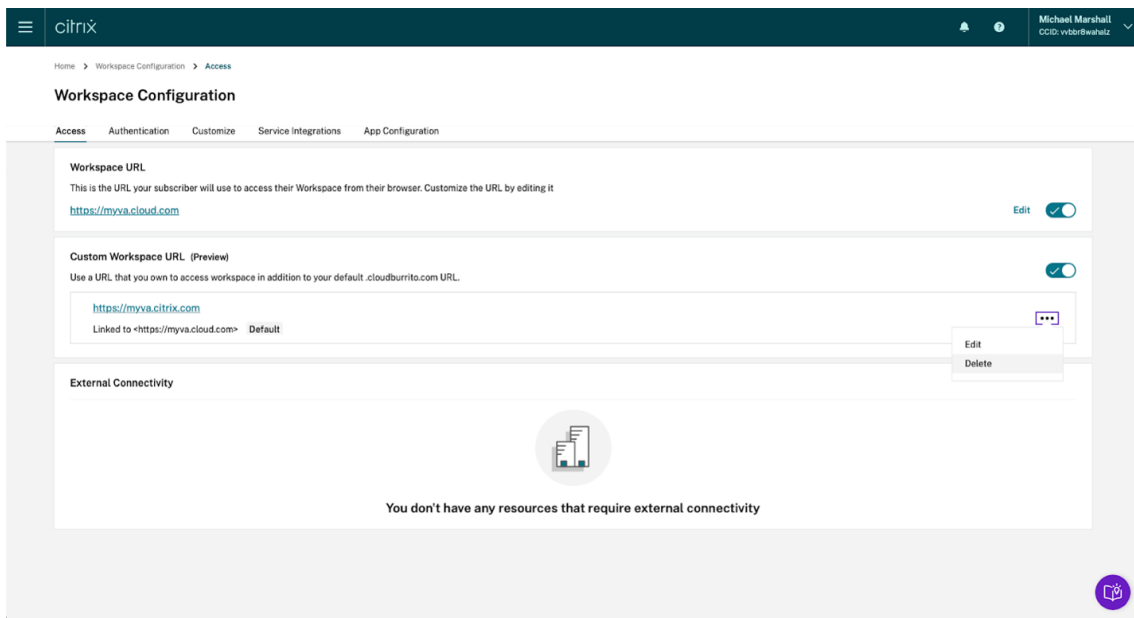 citrix
Michael Marshall
CCID: vvbbr8wahalz
Home > Workspace Configuration > Access
Workspace Configuration
Access Authentication Customize Service Integrations App Configuration
Workspace URL
This is the URL your subscriber will use to access their Workspace from their browser. Customize the URL by editing it
https://myva.cloud.com Edit
Custom Workspace URL (Preview)
Use a URL that you own to access workspace in addition to your default .cloudburrito.com URL.
https://myva.citrix.com
Linked to <https://myva.cloud.com> Default
Edit
Delete
External Connectivity
You don't have any resources that require external connectivity